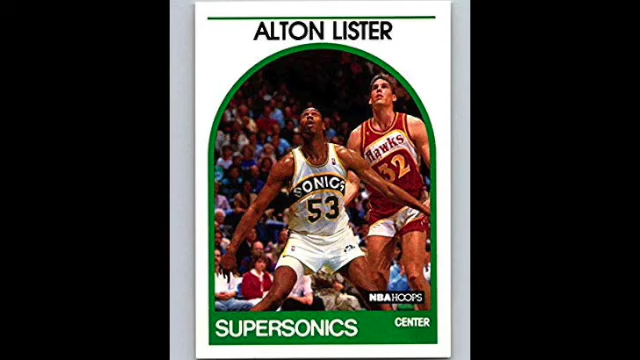 ALTON LISTER
Hawks
32
SONICS
53
NBA HOOPS
SUPERSONICS
CENTER